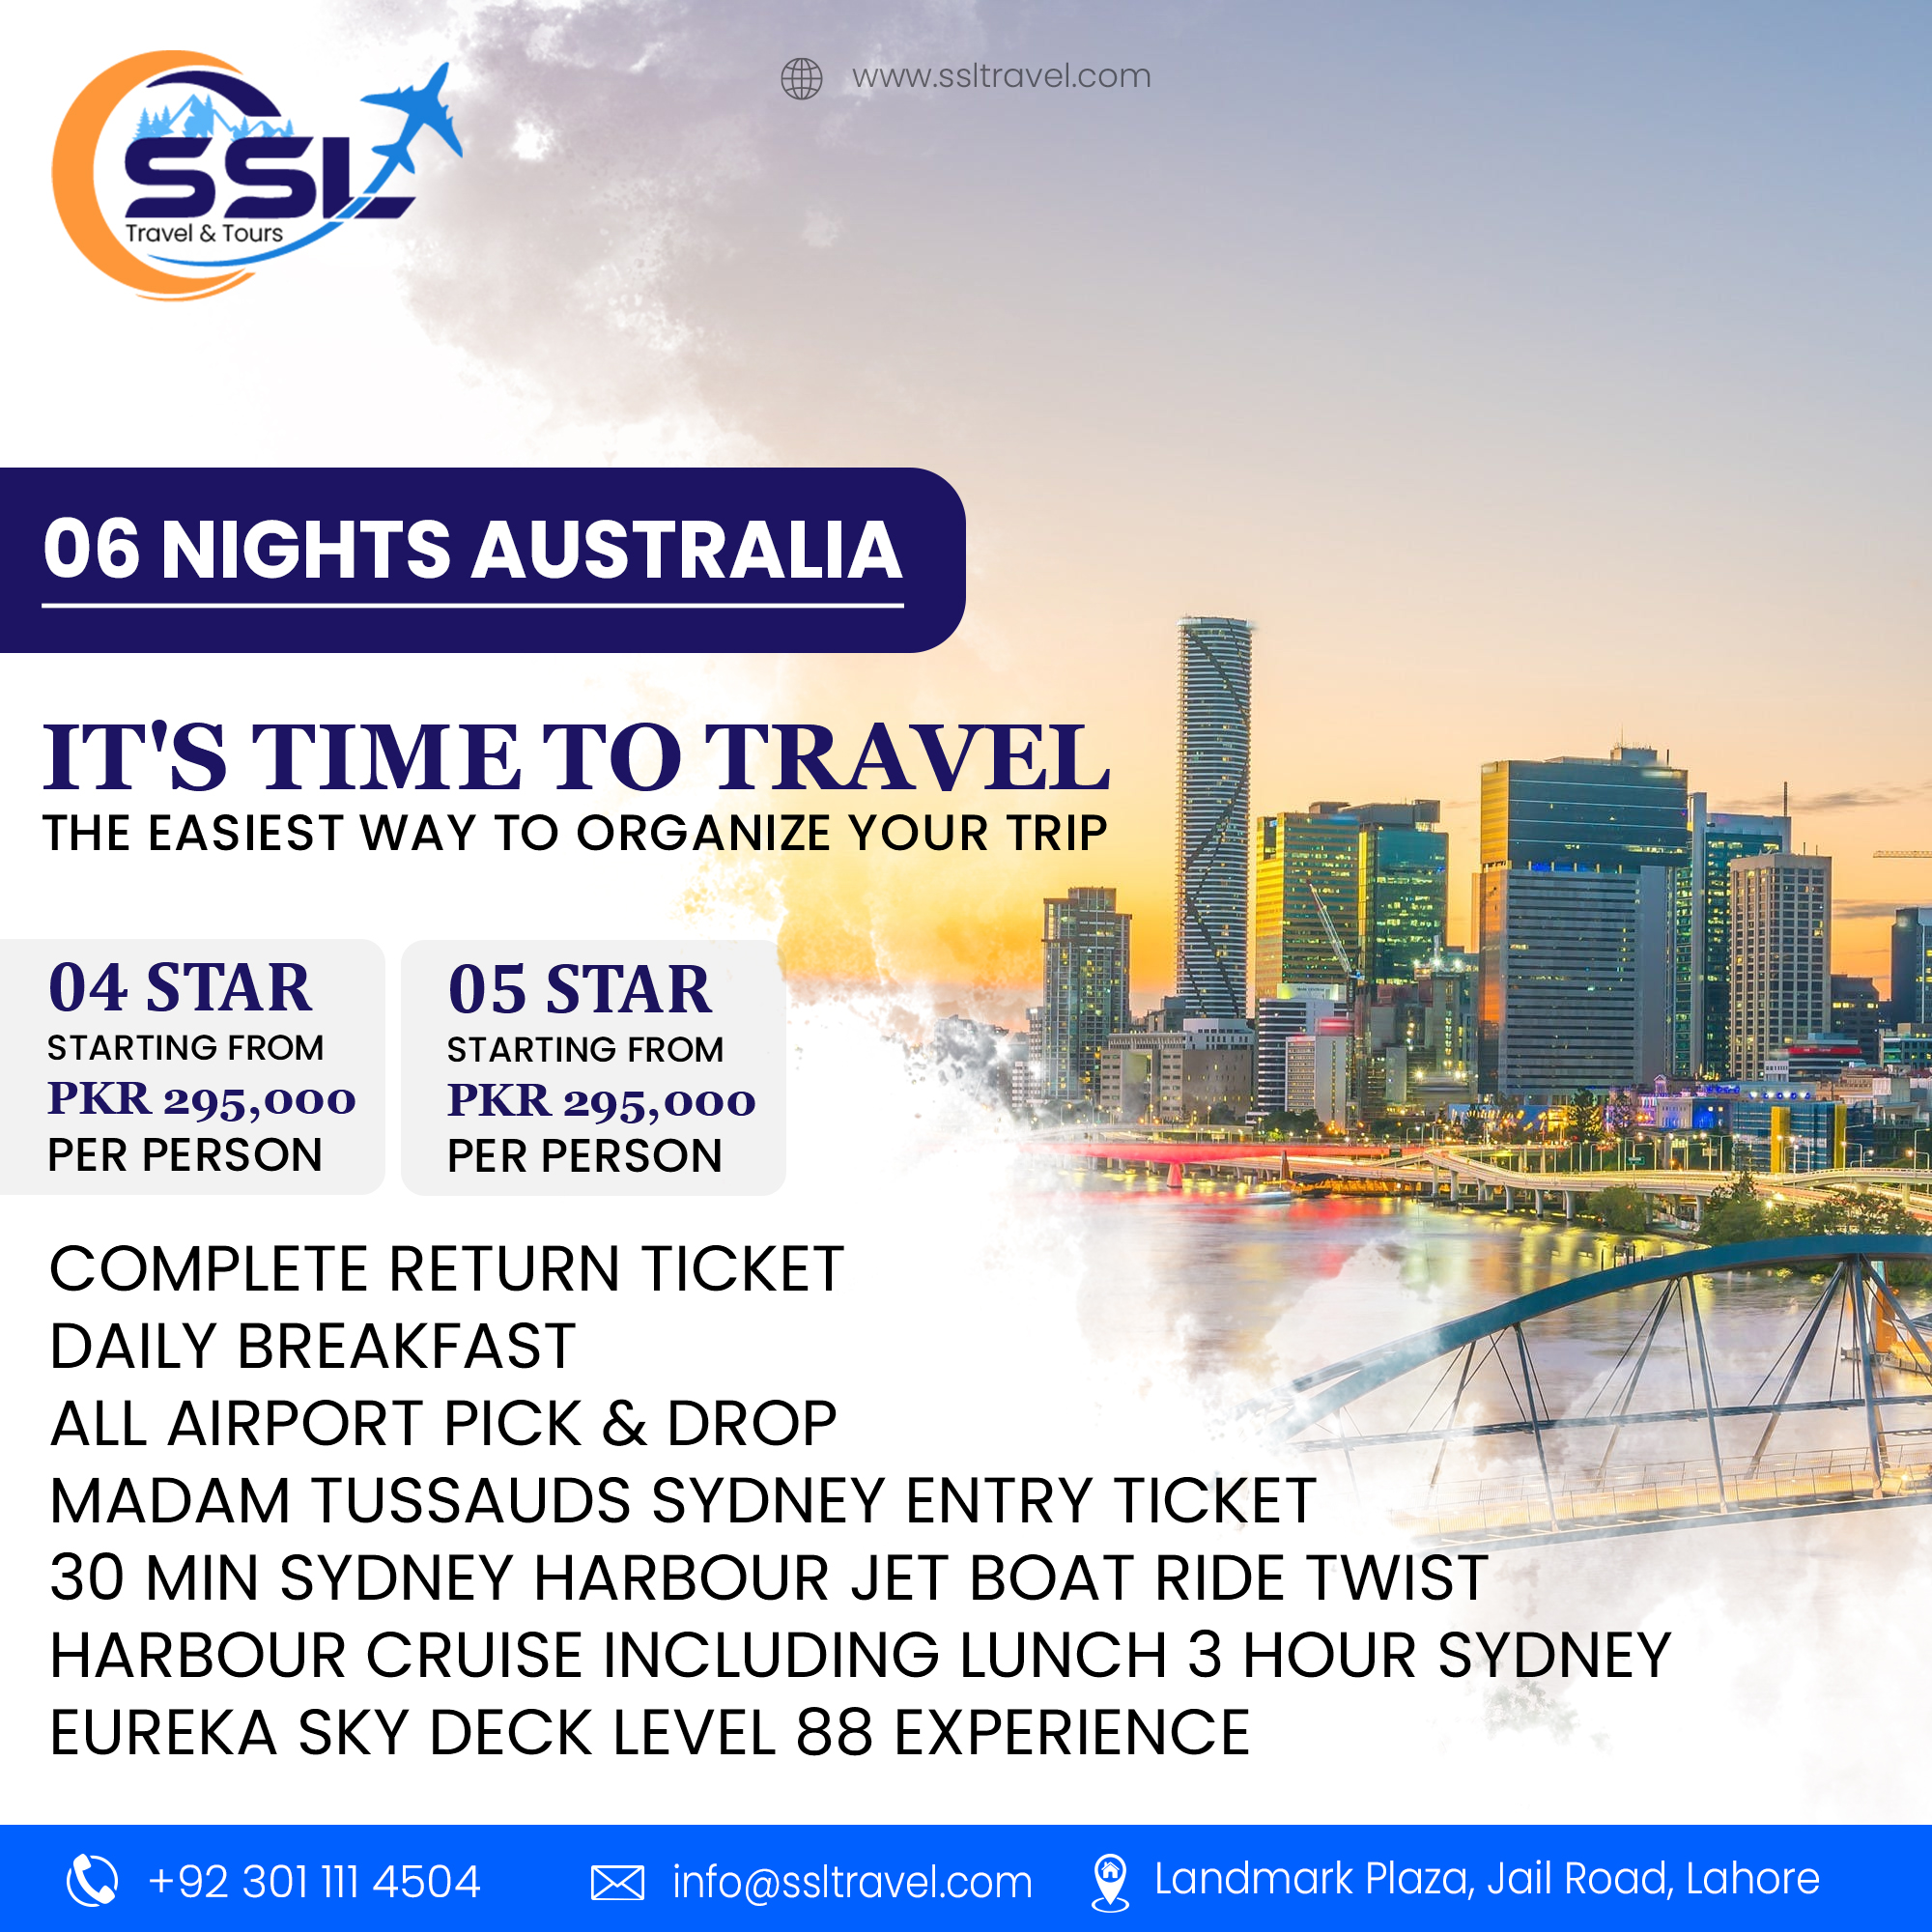 SSL
Travel & Tours
www.ssltravel.com
06 NIGHTS AUSTRALIA
IT'S TIME TO TRAVEL
THE EASIEST WAY TO ORGANIZE YOUR TRIP
04 STAR
STARTING FROM
PKR 295,000
PER PERSON
05 STAR
STARTING FROM
PKR 295,000
PER PERSON
COMPLETE RETURN TICKET
DAILY BREAKFAST
ALL AIRPORT PICK & DROP
MADAM TUSSAUDS SYDNEY ENTRY TICKET
30 MIN SYDNEY HARBOUR JET BOAT RIDE TWIST
HARBOUR CRUISE INCLUDING LUNCH 3 HOUR SYDNEY
EUREKA SKY DECK LEVEL 88 EXPERIENCE
+92 301 111 4504
info@ssltravel.com
Landmark Plaza, Jail Road, Lahore